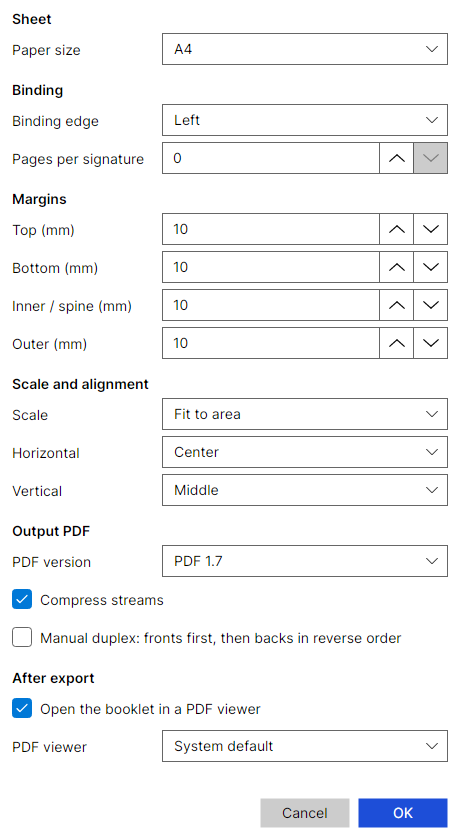 Sheet
Paper size A4
Binding
Binding edge Left
Pages per signature 0
Margins
Top (mm) 10
Bottom (mm) 10
Inner / spine (mm) 10
Outer (mm) 10
Scale and alignment
Scale Fit to area
Horizontal Center
Vertical Middle
Output PDF
PDF version PDF 1.7
Compress streams
Manual duplex: fronts first, then backs in reverse order
After export
Open the booklet in a PDF viewer
PDF viewer System default
Cancel OK